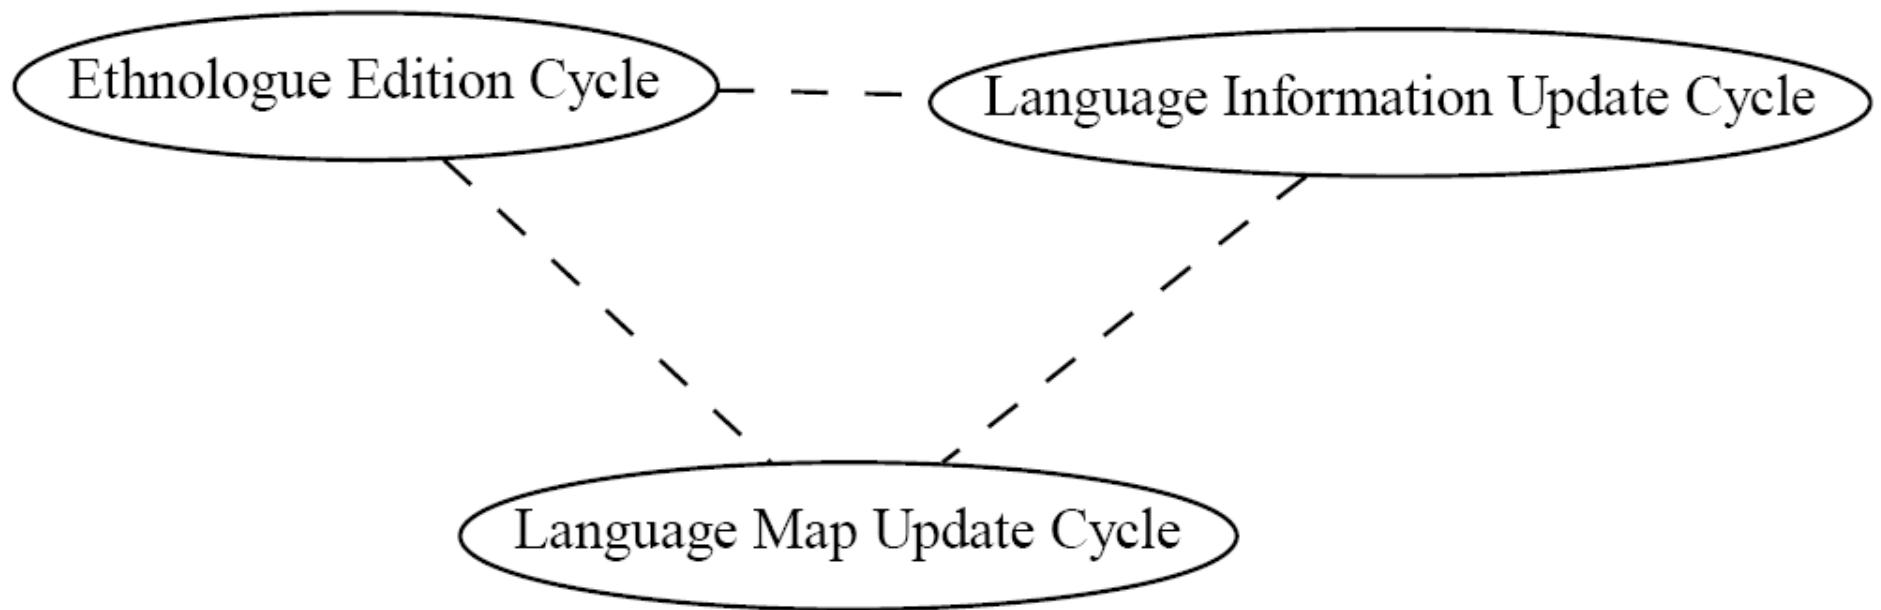 Ethnologue Edition Cycle
Language Information Update Cycle
Language Map Update Cycle